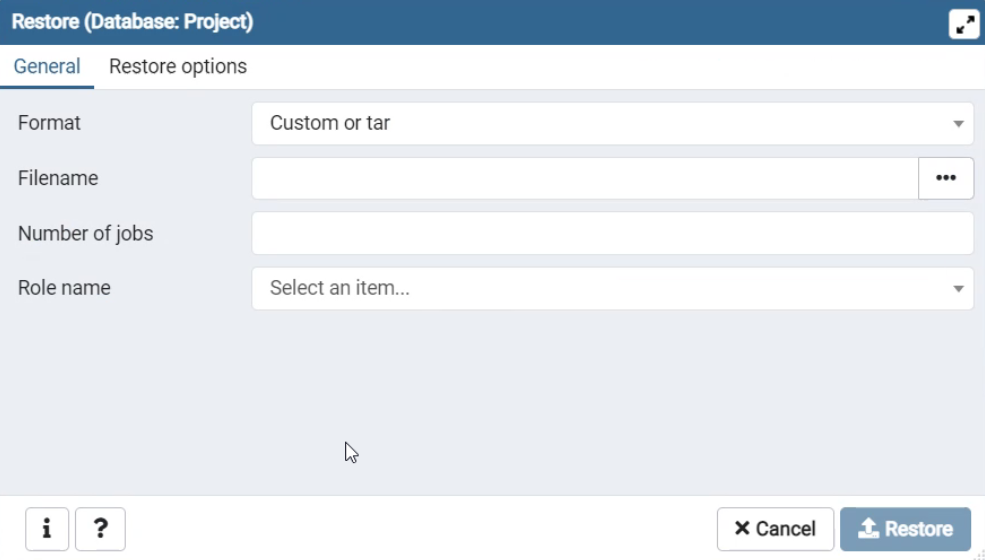 Restore (Database: Project)
General Restore options
Format Custom or tar
Filename •••
Number of jobs
Role name Select an item...
i ? × Cancel Restore